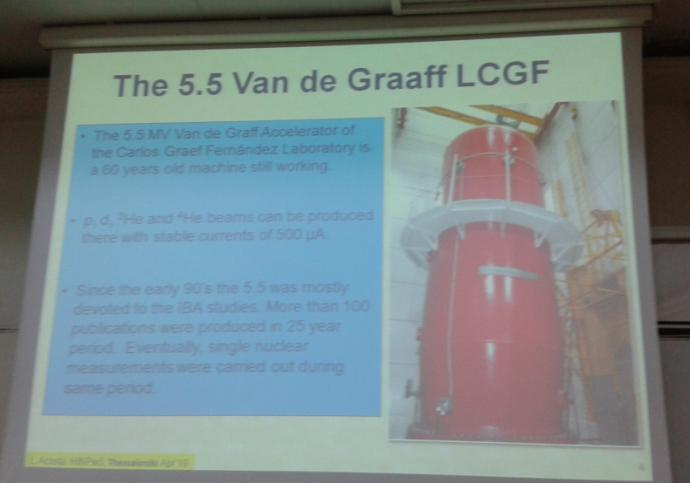 The 5.5 Van de Graaff LCGF
• The 5.5 MV Van de Graff Accelerator of
the Carlos Graef Fernández Laboratory is
a 60 years old machine still working.
• p, d, ³He and ⁴He beams can be produced
there with stable currents of 500 µA.
• Since the early 90's the 5.5 was mostly
devoted to the IBA studies. More than 100
publications were produced in 25 year
period. Eventually, single nuclear
measurements were carried out during
same period.
L. Acosta, HINPw5, Thessaloniki Apr'19